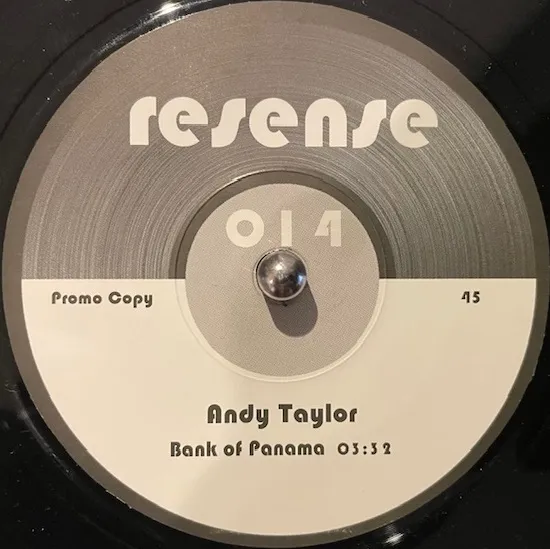 resense
014
Promo Copy 45
Andy Taylor
Bank of Panama 03:32